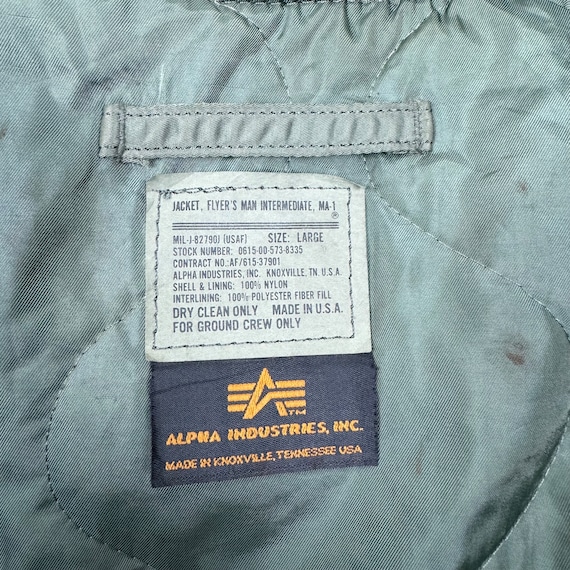 JACKET, FLYER'S MAN INTERMEDIATE, MA-1
®
MIL-J-82790J (USAF) SIZE: LARGE
STOCK NUMBER: 0615-00-573-8335
CONTRACT NO.:AF/615-37901
ALPHA INDUSTRIES, INC. KNOXVILLE, TN. U.S.A.
SHELL & LINING: 100% NYLON
INTERLINING: 100% POLYESTER FIBER FILL
DRY CLEAN ONLY MADE IN U.S.A.
FOR GROUND CREW ONLY
TM
ALPHA INDUSTRIES, INC.
MADE IN KNOXVILLE, TENNESSEE USA